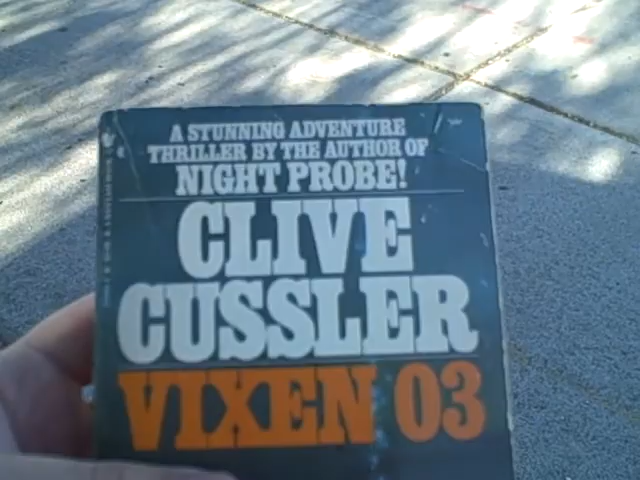 A STUNNING ADVENTURE
THRILLER BY THE AUTHOR OF
NIGHT PROBE!
CLIVE
CUSSLER
VIXEN 03